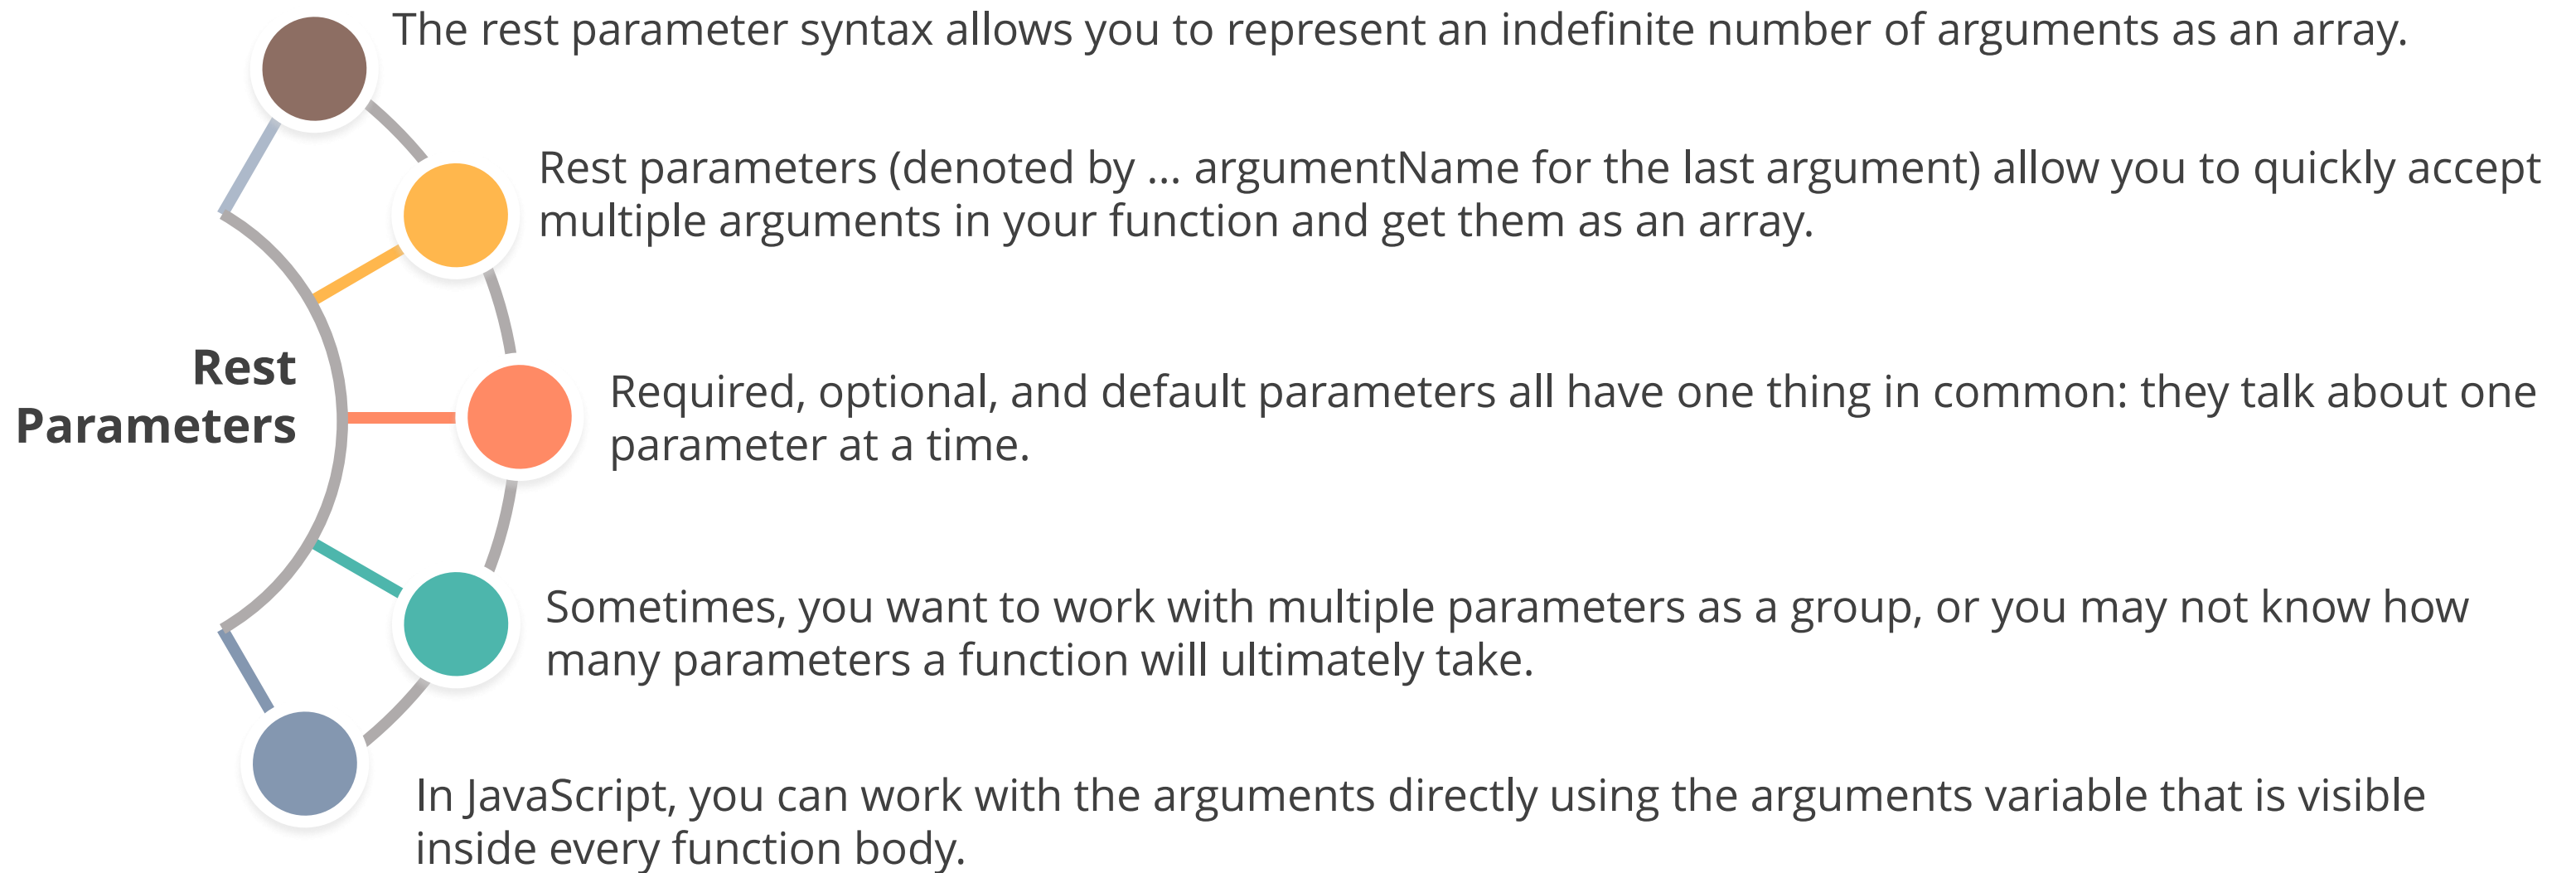 The rest parameter syntax allows you to represent an indefinite number of arguments as an array.
Rest parameters (denoted by ... argumentName for the last argument) allow you to quickly accept
multiple arguments in your function and get them as an array.
Rest
Parameters
Required, optional, and default parameters all have one thing in common: they talk about one
parameter at a time.
Sometimes, you want to work with multiple parameters as a group, or you may not know how
many parameters a function will ultimately take.
In JavaScript, you can work with the arguments directly using the arguments variable that is visible
inside every function body.